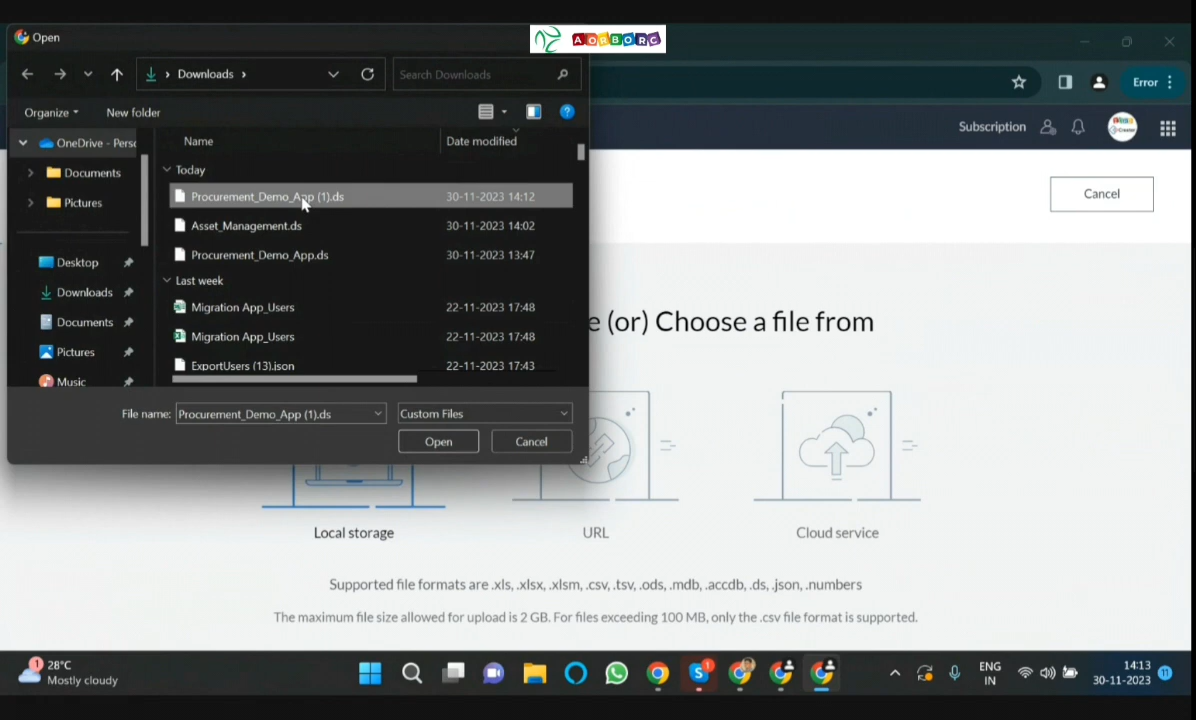 Open
AORBORC
Downloads
Search Downloads
Error
Organize
New folder
Subscription
Name
Date modified
OneDrive - Perso
Documents
Pictures
Desktop
Downloads
Documents
Pictures
Music
Today
Procurement_Demo_App (1).ds 30-11-2023 14:12
Asset_Management.ds 30-11-2023 14:02
Procurement_Demo_App.ds 30-11-2023 13:47
Last week
Migration App_Users 22-11-2023 17:48
Migration App_Users 22-11-2023 17:48
ExportUsers (13).json 22-11-2023 17:43
Cancel
e (or) Choose a file from
File name: Procurement_Demo_App (1).ds
Custom Files
Open
Cancel
Local storage
URL
Cloud service
Supported file formats are .xls, .xlsx, .xlsm, .csv, .tsv, .ods, .mdb, .accdb, .ds, .json, .numbers
The maximum file size allowed for upload is 2 GB. For files exceeding 100 MB, only the .csv file format is supported.
1
28°C
Mostly cloudy
1
ENG
IN
14:13
30-11-2023
11